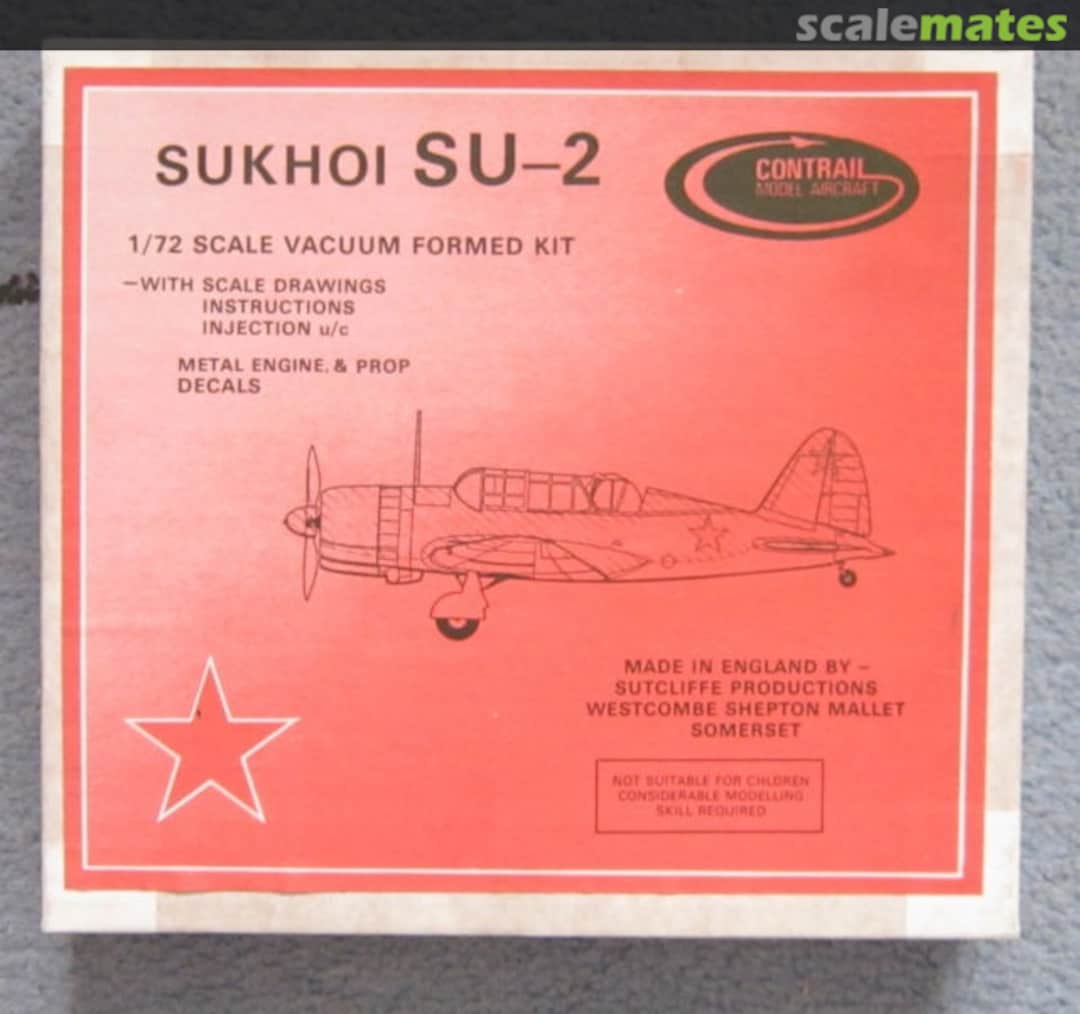 scalemates
SUKHOI SU-2
CONTRAIL
MODEL AIRCRAFT
1/72 SCALE VACUUM FORMED KIT
-WITH SCALE DRAWINGS
INSTRUCTIONS
INJECTION u/c
METAL ENGINE, & PROP
DECALS
MADE IN ENGLAND BY -
SUTCLIFFE PRODUCTIONS
WESTCOMBE SHEPTON MALLET
SOMERSET
NOT SUITABLE FOR CHLDREN
CONSIDERABLE MODELLING
SKILL REQUIRED